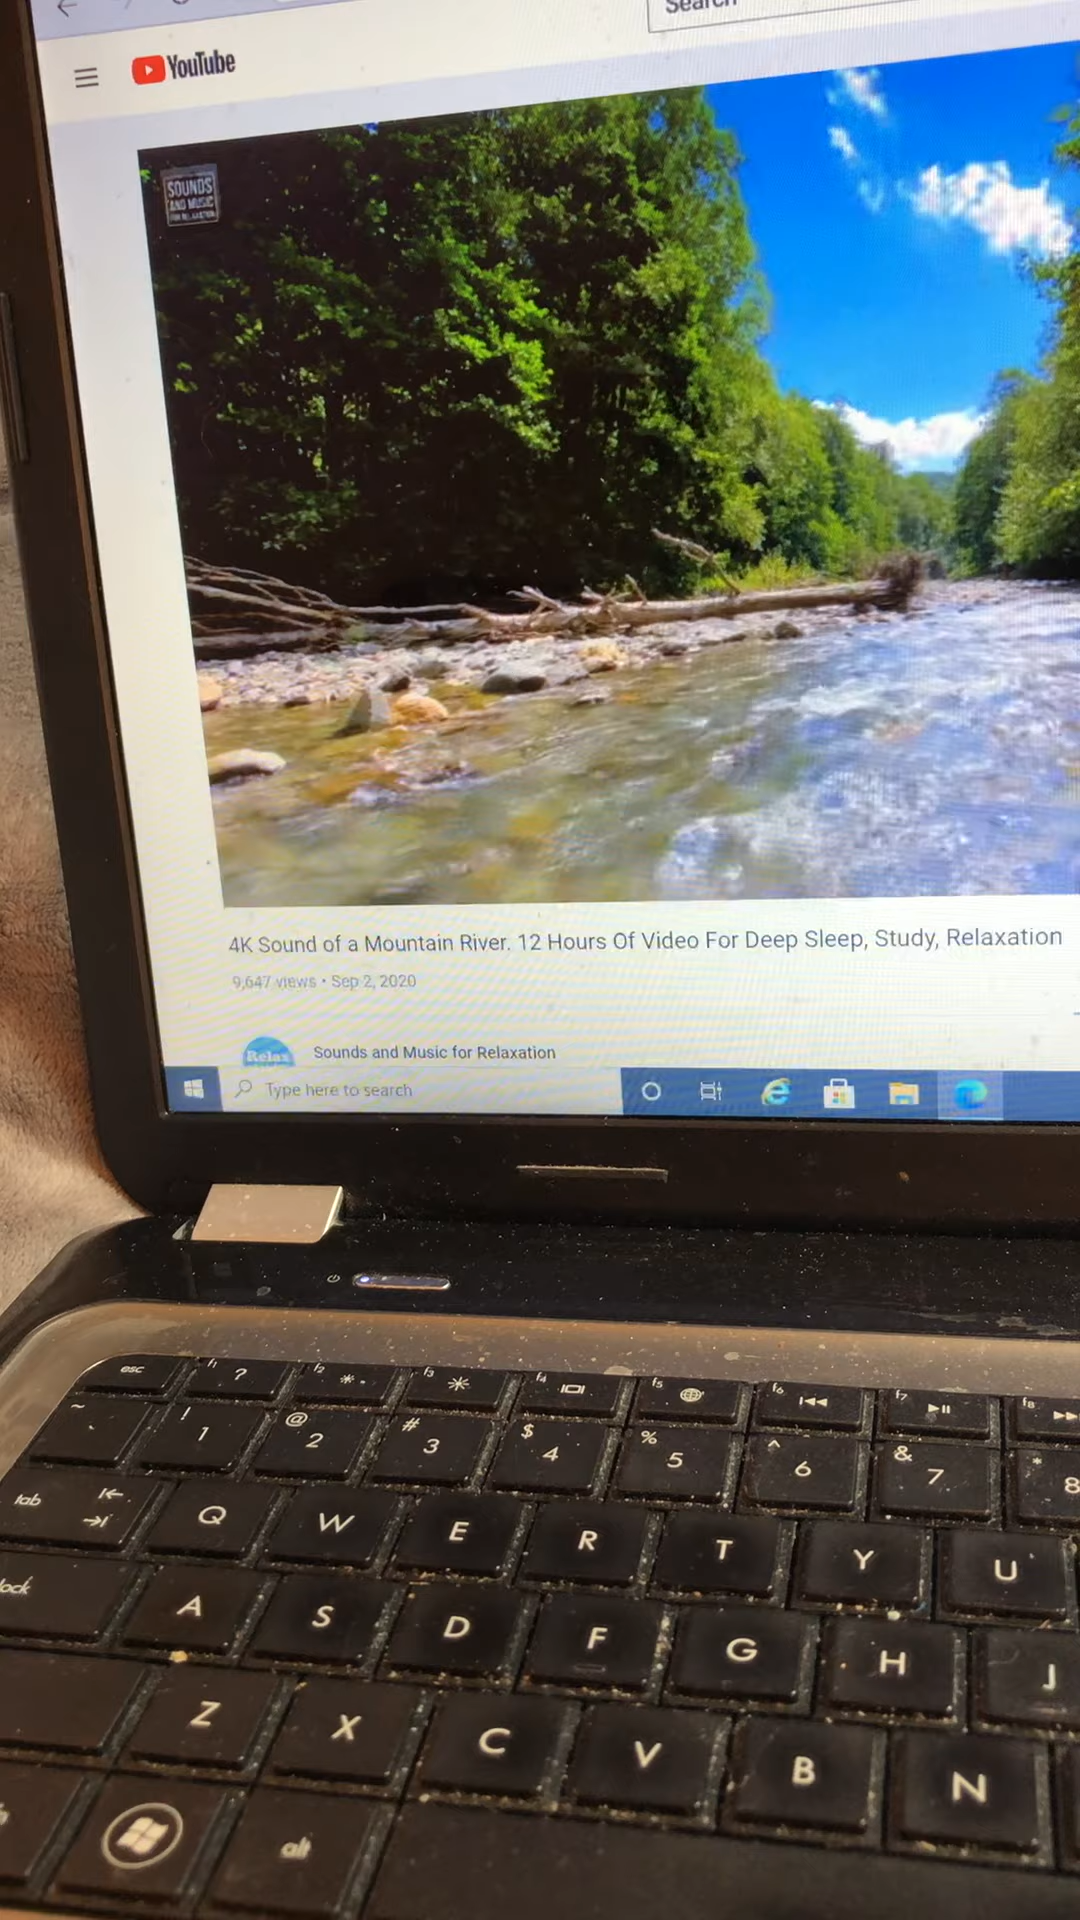 Search
YouTube
SOUNDS
AND MUSIC
FOR RELAXATION
4K Sound of a Mountain River. 12 Hours Of Video For Deep Sleep, Study, Relaxation
9,647 views • Sep 2, 2020
Relax
Sounds and Music for Relaxation
Type here to search
esc f1 ? f2 * f3 f4 f5 f6 f7 f8
~ ` ! 1 @ 2 # 3 $ 4 % 5 ^ 6 & 7 * 8
tab Q W E R T Y U
lock A S D F G H J
Z X C V B N
alt